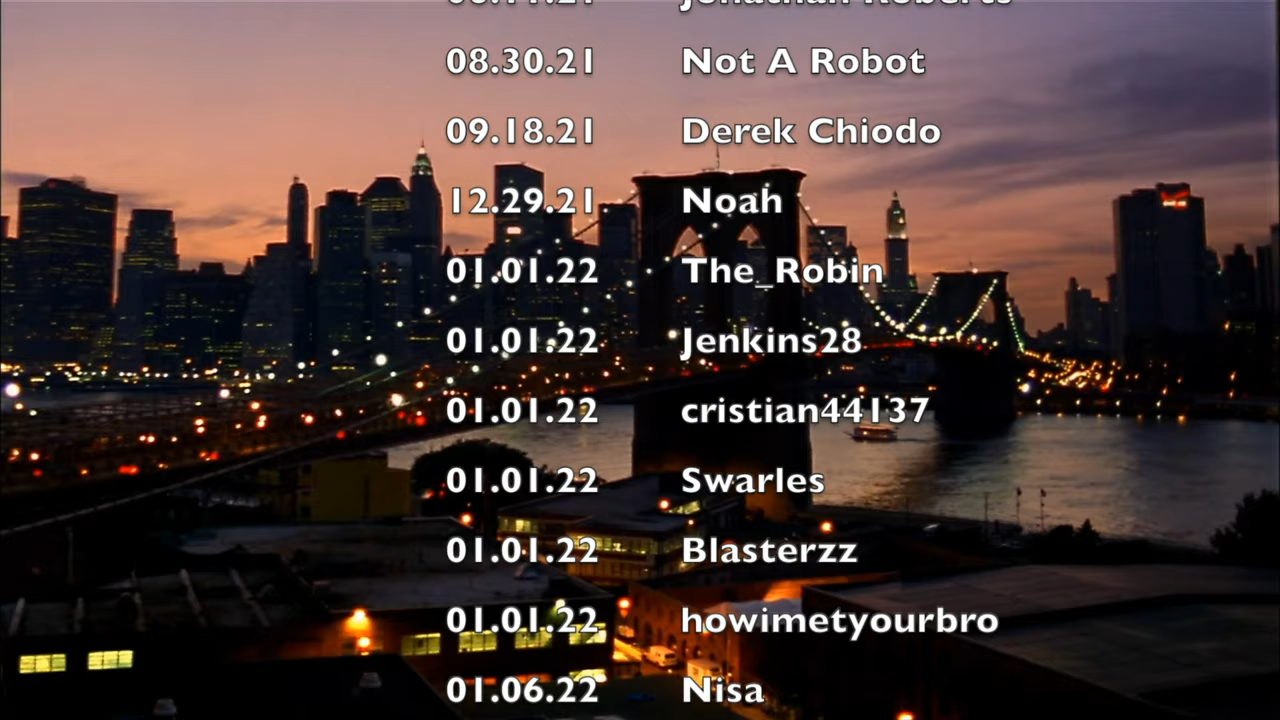 08.30.21 Not A Robot
09.18.21 Derek Chiodo
12.29.21 Noah
01.01.22 The_Robin
01.01.22 Jenkins28
01.01.22 cristian44137
01.01.22 Swarles
01.01.22 Blasterzz
01.01.22 howimetyourbro
01.06.22 Nisa